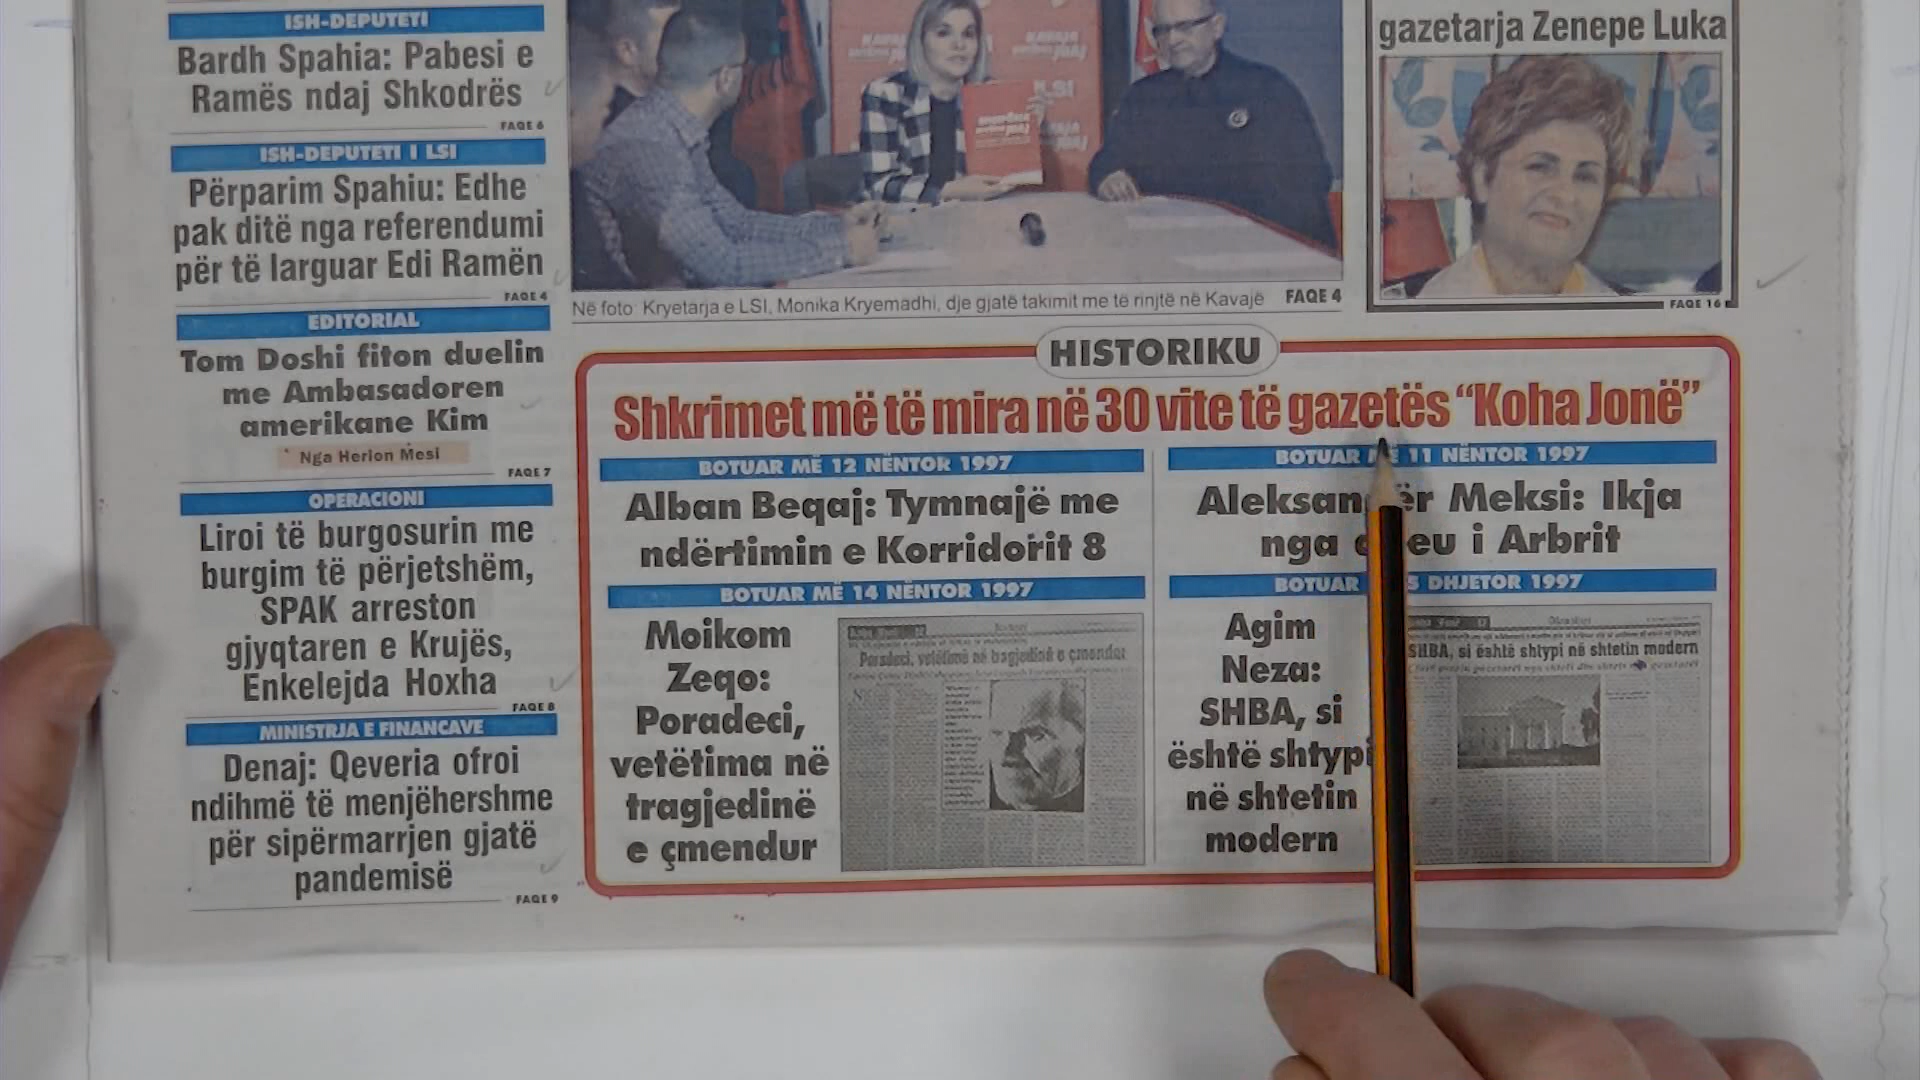 ISH-DEPUTETI
Bardh Spahia: Pabesi e
Ramës ndaj Shkodrës
FAQE 6
ISH-DEPUTETI I LSI
Përparim Spahiu: Edhe
pak ditë nga referendumi
për të larguar Edi Ramën
FAQE 4
EDITORIAL
Tom Doshi fiton duelin
me Ambasadoren
amerikane Kim
Nga Herion Mesi
FAQE 7
OPERACIONI
Liroi të burgosurin me
burgim të përjetshëm,
SPAK arreston
gjyqtaren e Krujës,
Enkelejda Hoxha
FAQE 8
MINISTRJA E FINANCAVE
Denaj: Qeveria ofroi
ndihmë të menjëhershme
për sipërmarrjen gjatë
pandemisë
FAQE 9
LSI
Në foto: Kryetarja e LSI, Monika Kryemadhi, dje gjatë takimit me të rinjtë në Kavajë FAQE 4
gazetarja Zenepe Luka
FAQE 16
HISTORIKU
Shkrimet më të mira në 30 vite të gazetës “Koha Jonë”
BOTUAR MË 12 NËNTOR 1997
Alban Beqaj: Tymnajë me
ndërtimin e Korridorit 8
BOTUAR MË 14 NËNTOR 1997
Moikom
Zeqo:
Poradeci,
vetëtima në
tragjedinë
e çmendur
Poradeci, vetëtima në tragjedinë e çmendur
BOTUAR MË 11 NËNTOR 1997
Aleksandër Meksi: Ikja
nga dheu i Arbrit
BOTUAR 5 DHJETOR 1997
Agim
Neza:
SHBA, si
është shtypi
në shtetin
modern
SHBA, si është shtypi në shtetin modern